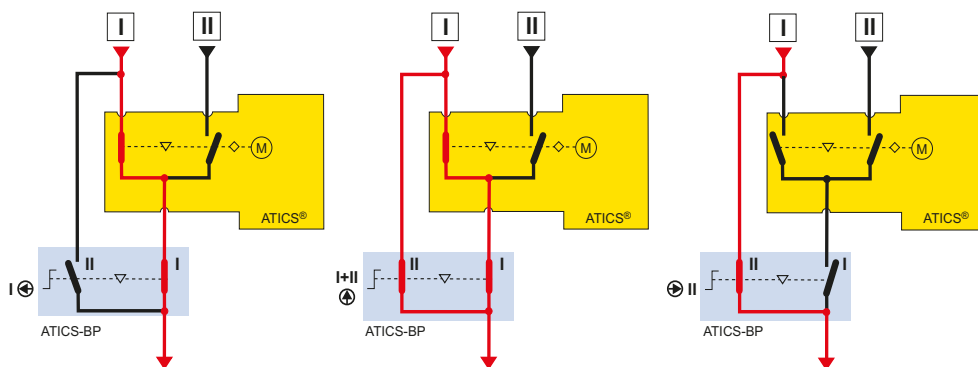 I II I II I II
M M M
ATICS® ATICS® ATICS®
II I II I II I
I I+II II
ATICS-BP ATICS-BP ATICS-BP